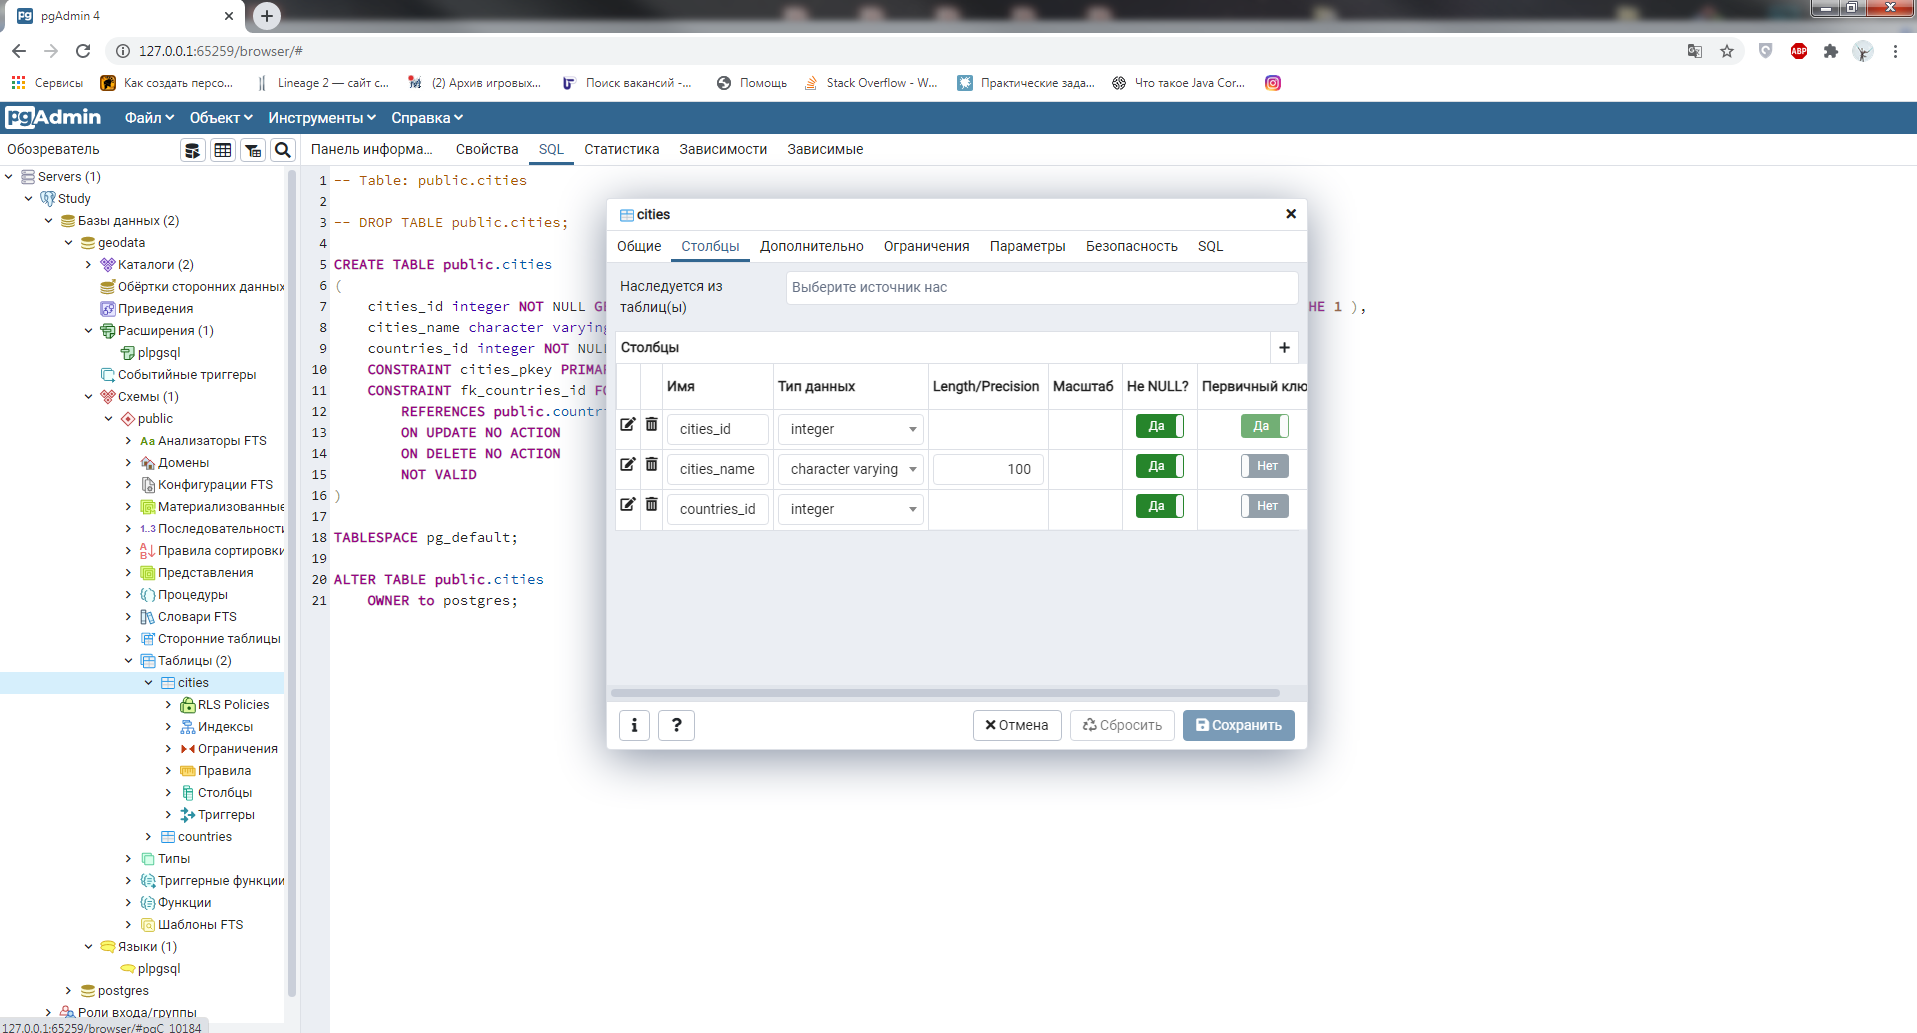 pgAdmin 4
127.0.0.1:65259/browser/#
ABP
Сервисы
Как создать персо...
Lineage 2 — сайт с...
(2) Архив игровых...
Поиск вакансий -...
Помощь
Stack Overflow - W...
Практические зада...
Что такое Java Cor...
pgAdmin
Файл
Объект
Инструменты
Справка
Обозреватель
Панель информа...
Свойства
SQL
Статистика
Зависимости
Зависимые
Servers (1)
Study
Базы данных (2)
geodata
Каталоги (2)
Обёртки сторонних данных
Приведения
Расширения (1)
plpgsql
Событийные триггеры
Схемы (1)
public
Анализаторы FTS
Домены
Конфигурации FTS
Материализованные
1..3 Последовательности
Правила сортировки
Представления
Процедуры
Словари FTS
Сторонние таблицы
Таблицы (2)
cities
RLS Policies
Индексы
Ограничения
Правила
Столбцы
Триггеры
countries
Типы
Триггерные функции
Функции
Шаблоны FTS
Языки (1)
plpgsql
postgres
Роли входа/группы
127.0.0.1:65259/browser/#pgC_10184
1 -- Table: public.cities
2
3 -- DROP TABLE public.cities;
4
5 CREATE TABLE public.cities
6 (
7 cities_id integer NOT NULL GE HE 1 ),
8 cities_name character varying
9 countries_id integer NOT NULL
10 CONSTRAINT cities_pkey PRIMAR
11 CONSTRAINT fk_countries_id FO
12 REFERENCES public.countri
13 ON UPDATE NO ACTION
14 ON DELETE NO ACTION
15 NOT VALID
16 )
17
18 TABLESPACE pg_default;
19
20 ALTER TABLE public.cities
21 OWNER to postgres;
cities
Общие
Столбцы
Дополнительно
Ограничения
Параметры
Безопасность
SQL
Наследуется из
таблиц(ы)
Выберите источник нас
Столбцы
Имя Тип данных Length/Precision Масштаб Не NULL? Первичный клю
cities_id integer Да Да
cities_name character varying 100 Да Нет
countries_id integer Да Нет
Отмена
Сбросить
Сохранить